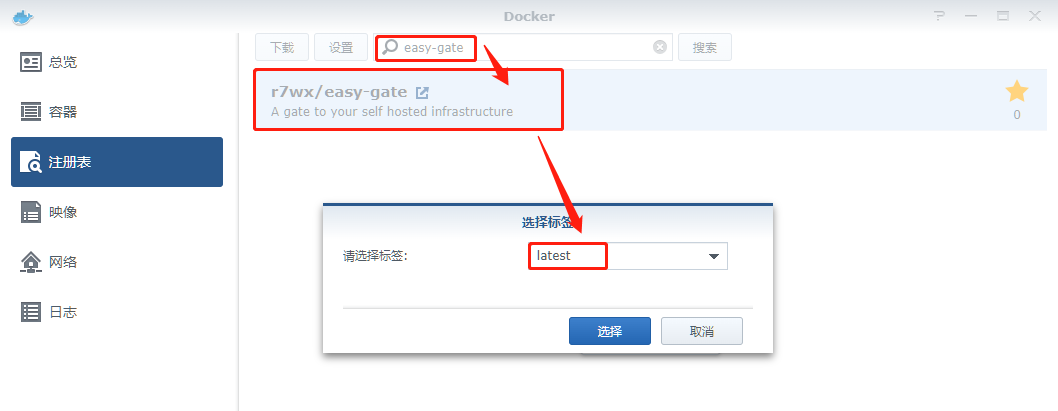 Docker
总览
容器
注册表
映像
网络
日志
下载 设置 easy-gate 搜索
r7wx/easy-gate
A gate to your self hosted infrastructure
0
选择标签
请选择标签: latest
选择 取消